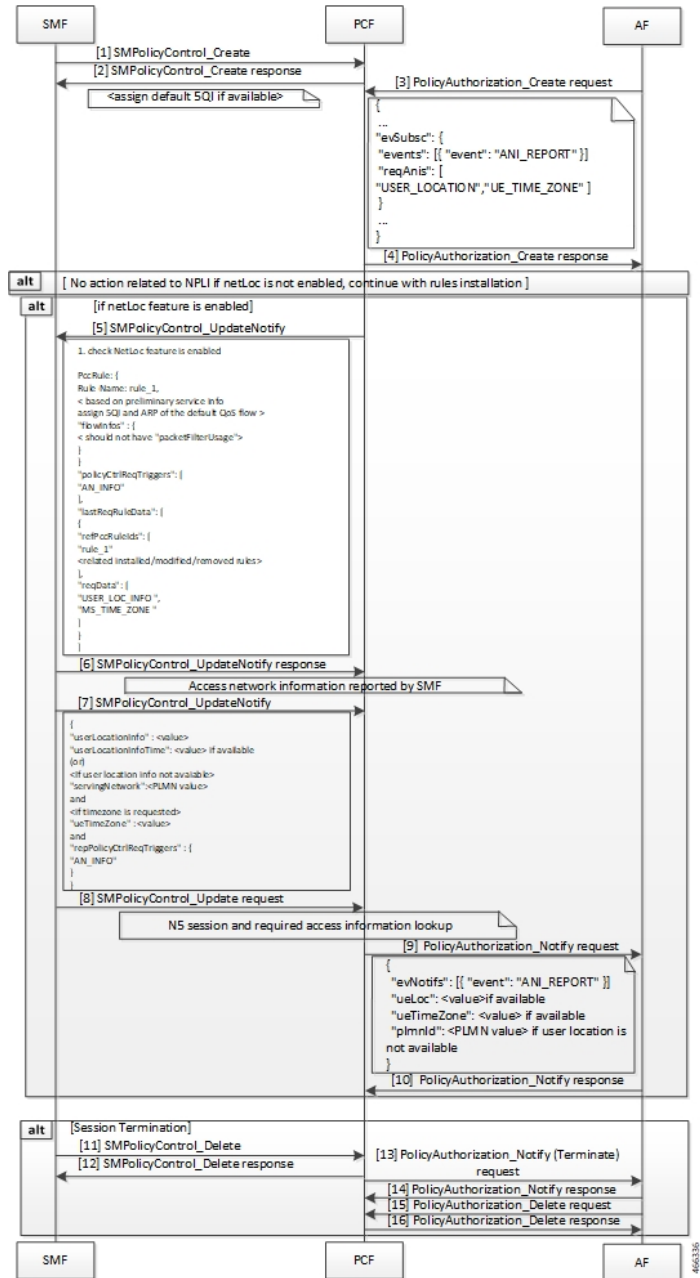 SMF
PCF
AF
[1] SMPolicyControl_Create
[2] SMPolicyControl_Create response
<assign default 5QI if available>
[3] PolicyAuthorization_Create request
{
...
"evSubsc": {
"events": [{ "event": "ANI_REPORT" }]
"reqAnis": [
"USER_LOCATION","UE_TIME_ZONE" ]
}
...
}
[4] PolicyAuthorization_Create response
alt
[ No action related to NPLI if netLoc is not enabled, continue with rules installation ]
alt
[if netLoc feature is enabled]
[5] SMPolicyControl_UpdateNotify
1. check NetLoc feature is enabled
PccRule: {
Rule Name: rule_1,
< based on preliminary service info
assign 5QI and ARP of the default QoS flow >
"flowInfos" : {
< should not have "packetFilterUsage">
}
}
"policyCtrlReqTriggers": {
"AN_INFO"
},
"lastReqRuleData": {
{
"refPccRuleIds": {
"rule_1"
<related installed/modified/removed rules>
},
"reqData": {
"USER_LOC_INFO ",
"MS_TIME_ZONE "
}
}
}
[6] SMPolicyControl_UpdateNotify response
Access network information reported by SMF
[7] SMPolicyControl_UpdateNotify
{
"userLocationInfo" : <value>
"userLocationInfoTime": <value> if available
(or)
<if user location info not avaiable>
"servingNetwork":<PLMN value>
and
<if timezone is requested>
"ueTimeZone" :<value>
and
"repPolicyCtrlReqTriggers" : {
"AN_INFO"
}
}
[8] SMPolicyControl_Update request
N5 session and required access information lookup
[9] PolicyAuthorization_Notify request
{
"evNotifs": [{ "event": "ANI_REPORT" }]
"ueLoc": <value>if available
"ueTimeZone": <value> if available
"plmnId": <PLMN value> if user location is
not available
}
[10] PolicyAuthorization_Notify response
alt
[Session Termination]
[11] SMPolicyControl_Delete
[12] SMPolicyControl_Delete response
[13] PolicyAuthorization_Notify (Terminate)
request
[14] PolicyAuthorization_Notify response
[15] PolicyAuthorization_Delete request
[16] PolicyAuthorization_Delete response
SMF
PCF
AF
466336